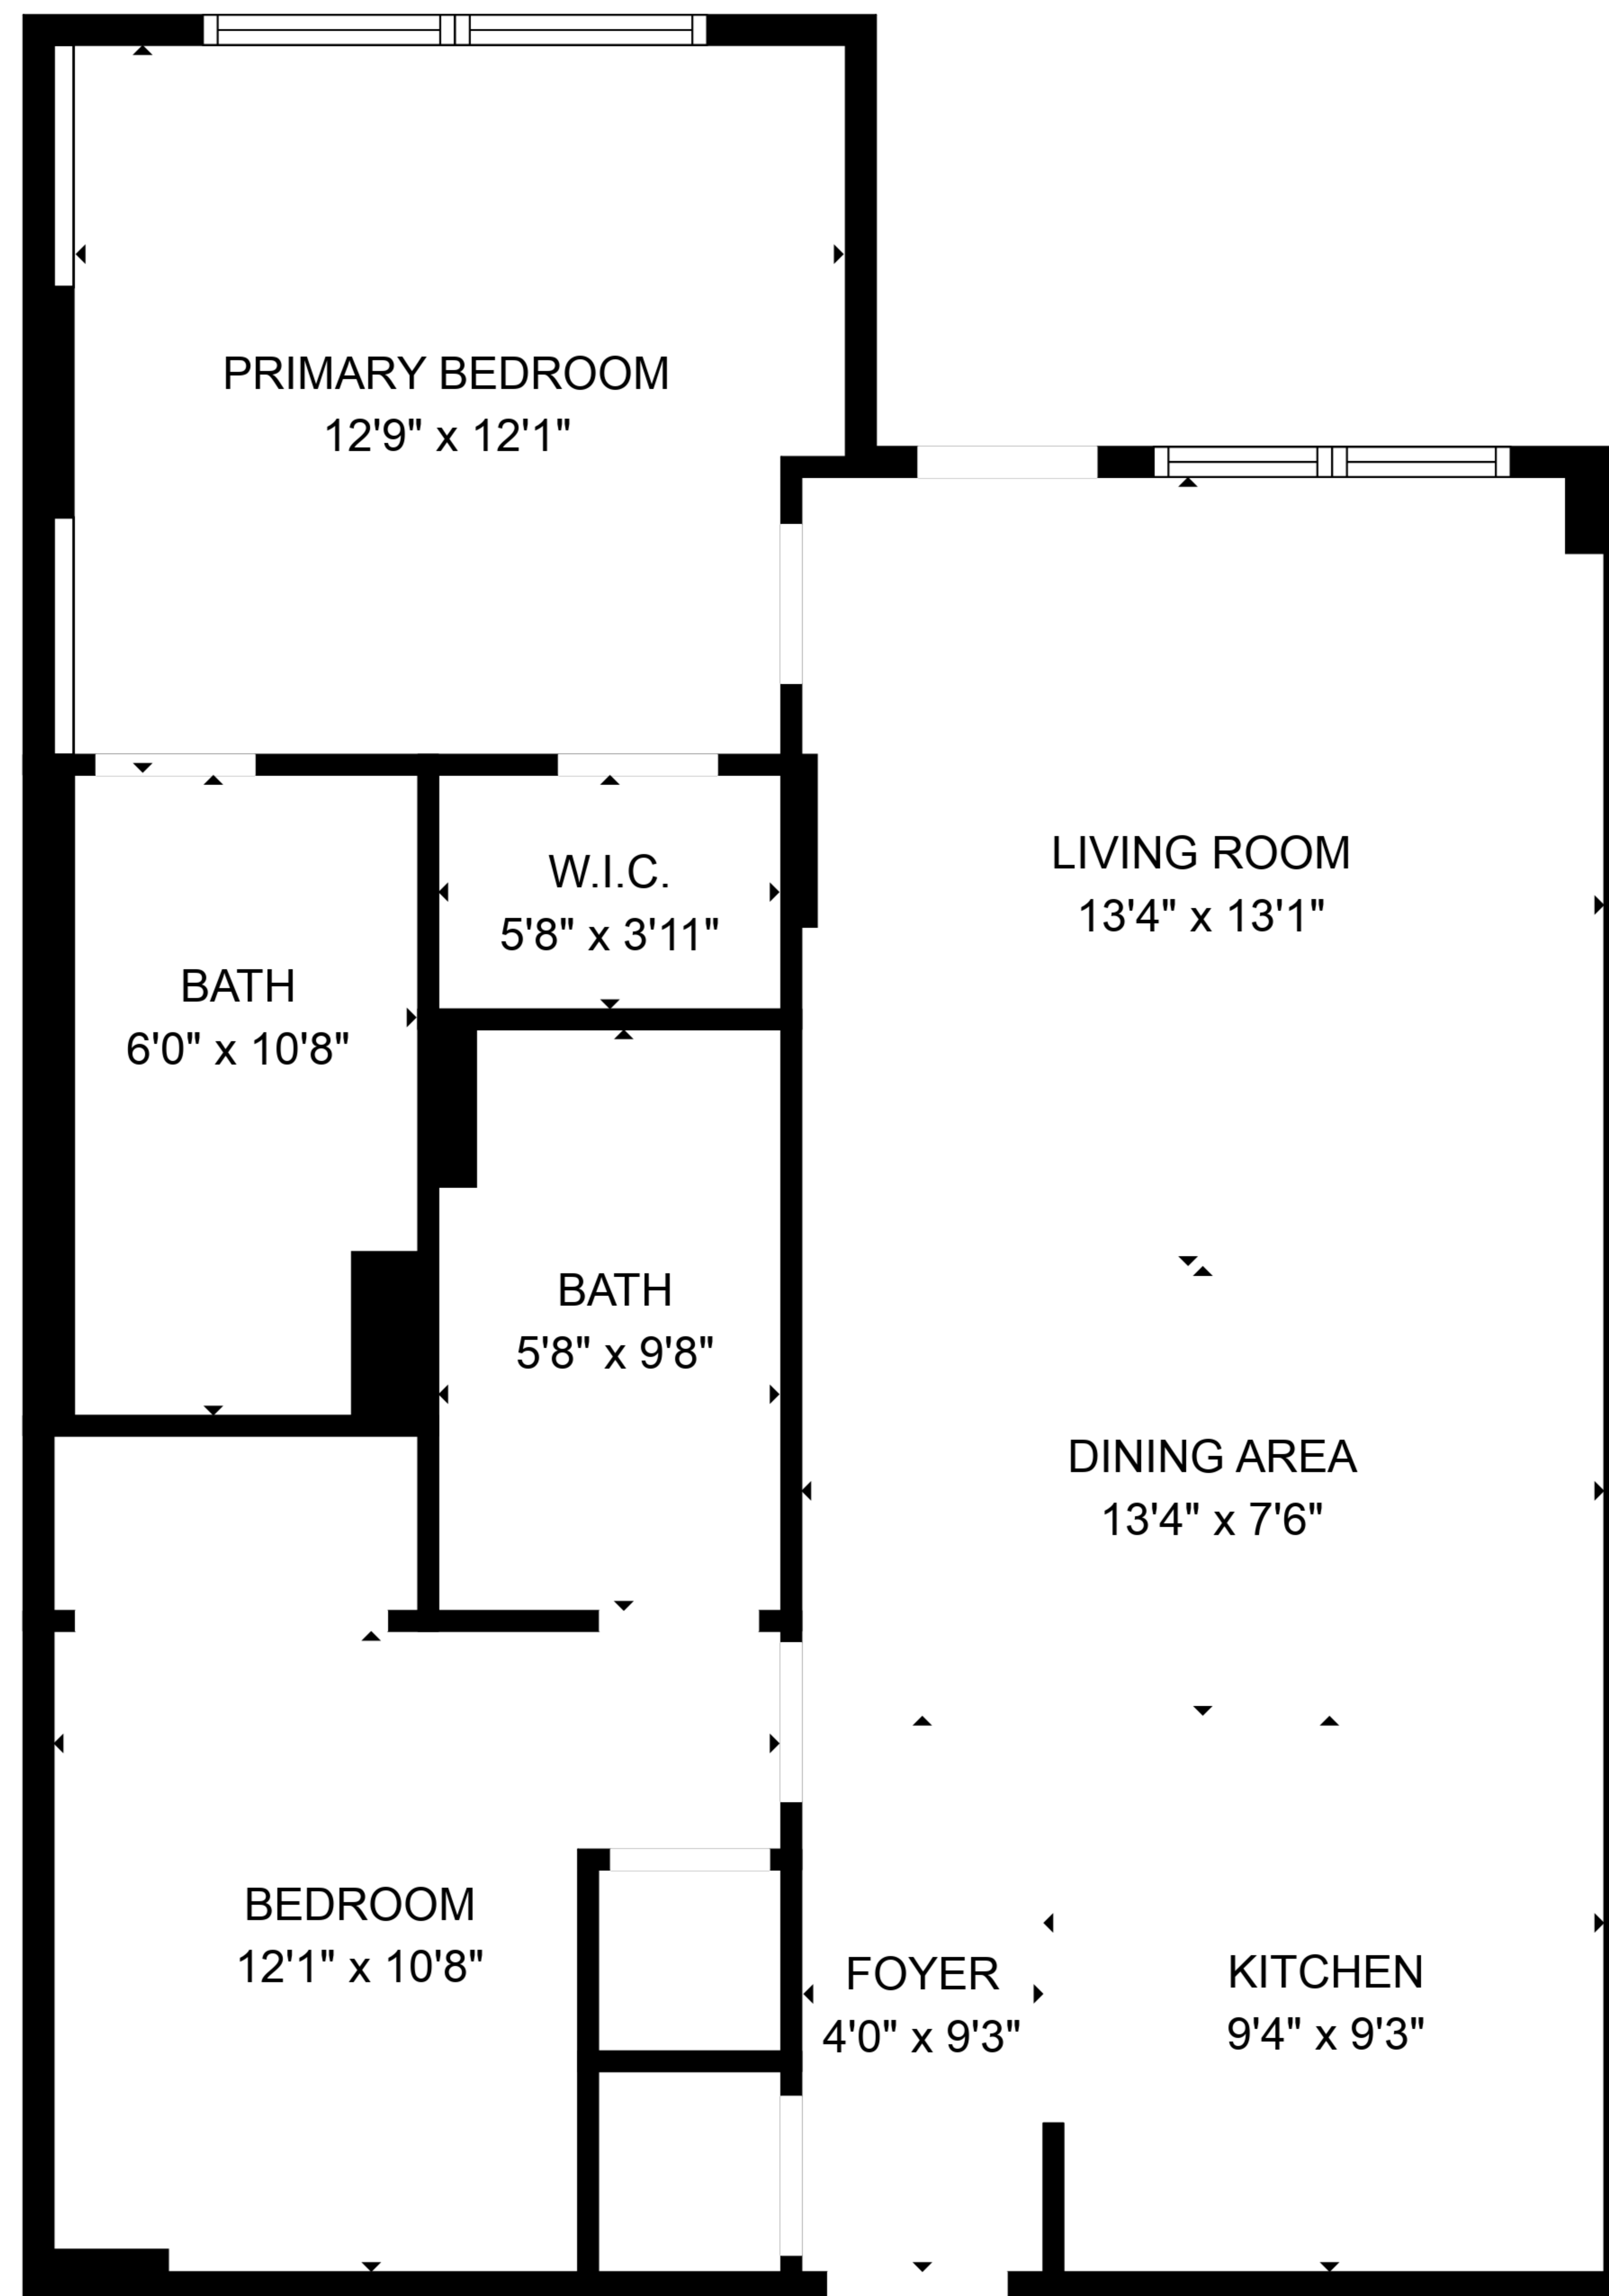 PRIMARY BEDROOM
12'9" x 12'1"
LIVING ROOM
13'4" x 13'1"
W.I.C.
5'8" x 3'11"
BATH
6'0" x 10'8"
BATH
5'8" x 9'8"
DINING AREA
13'4" x 7'6"
BEDROOM
12'1" x 10'8"
FOYER
4'0" x 9'3"
KITCHEN
9'4" x 9'3"